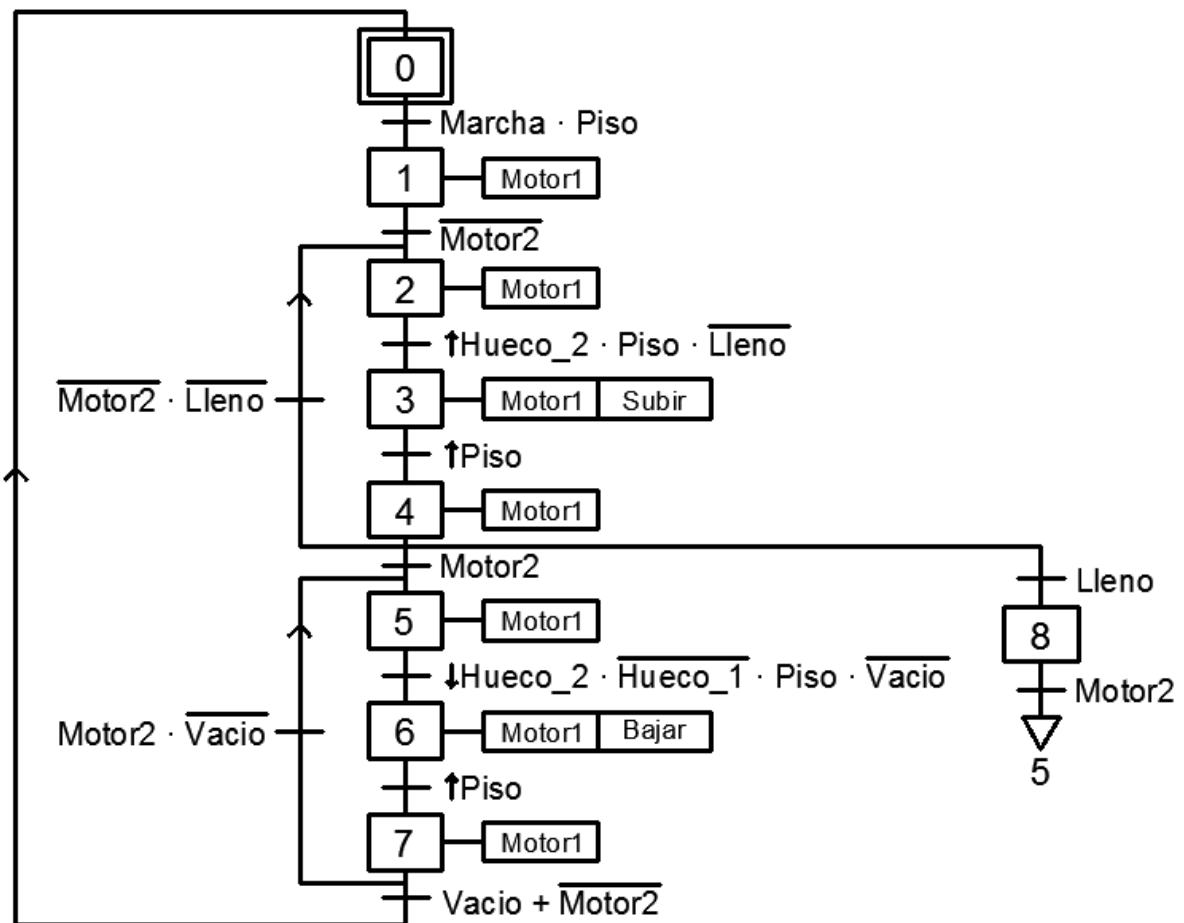 0
Marcha · Piso
1 Motor1
Motor2
2 Motor1
↑Hueco_2 · Piso · Lleno
Motor2 · Lleno
3 Motor1 Subir
↑Piso
4 Motor1
Motor2
Lleno
5 Motor1
8
↓Hueco_2 · Hueco_1 · Piso · Vacio
Motor2
Motor2 · Vacio
6 Motor1 Bajar
5
↑Piso
7 Motor1
Vacio + Motor2